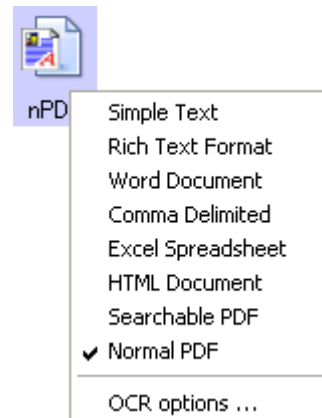 nPD
Simple Text
Rich Text Format
Word Document
Comma Delimited
Excel Spreadsheet
HTML Document
Searchable PDF
Normal PDF
OCR options ...